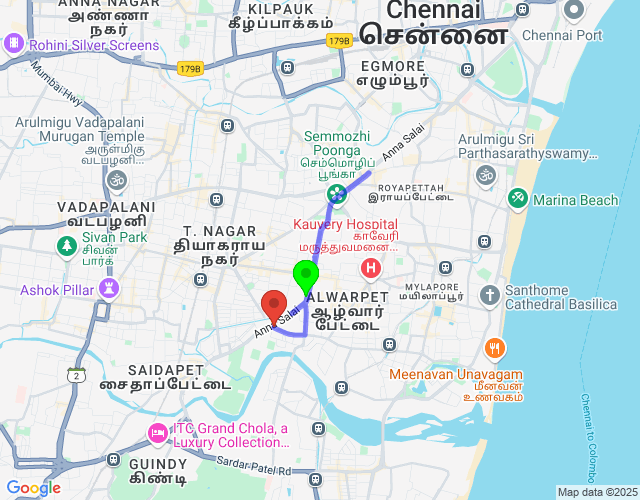 ANNA NAGAR
அண்ணா
நகர்
KILPAUK
கீழ்ப்பாக்கம்
Chennai
சென்னை
Chennai Port
Rohini Silver Screens
179B
179B
EGMORE
எழும்பூர்
Mumbai Hwy
Arulmigu Vadapalani
Murugan Temple
அருள்மிகு
வடபழனி...
Semmozhi
Poonga
செம்மொழிப்
பூங்கா
Anna Salai
Arulmigu Sri
Parthasarathyswamy...
ROYAPETTAH
இராயப்பேட்டை
Marina Beach
VADAPALANI
வடபழனி
Sivan Park
சிவன்
பார்க்
T. NAGAR
தியாகராய
நகர்
Kauvery Hospital
காவேரி
மருத்துவமனை...
Ashok Pillar
MYLAPORE
மயிலாப்பூர்
Santhome
Cathedral Basilica
ALWARPET
ஆழ்வார்
பேட்டை
Anna Salai
SAIDAPET
சைதாப்பேட்டை
2
Meenavan Unavagam
மீனவன்
உணவகம்
ITC Grand Chola, a
Luxury Collection...
GUINDY
கிண்டி
Sardar Patel Rd
Chennai to Colombo
Google
Map data ©2025